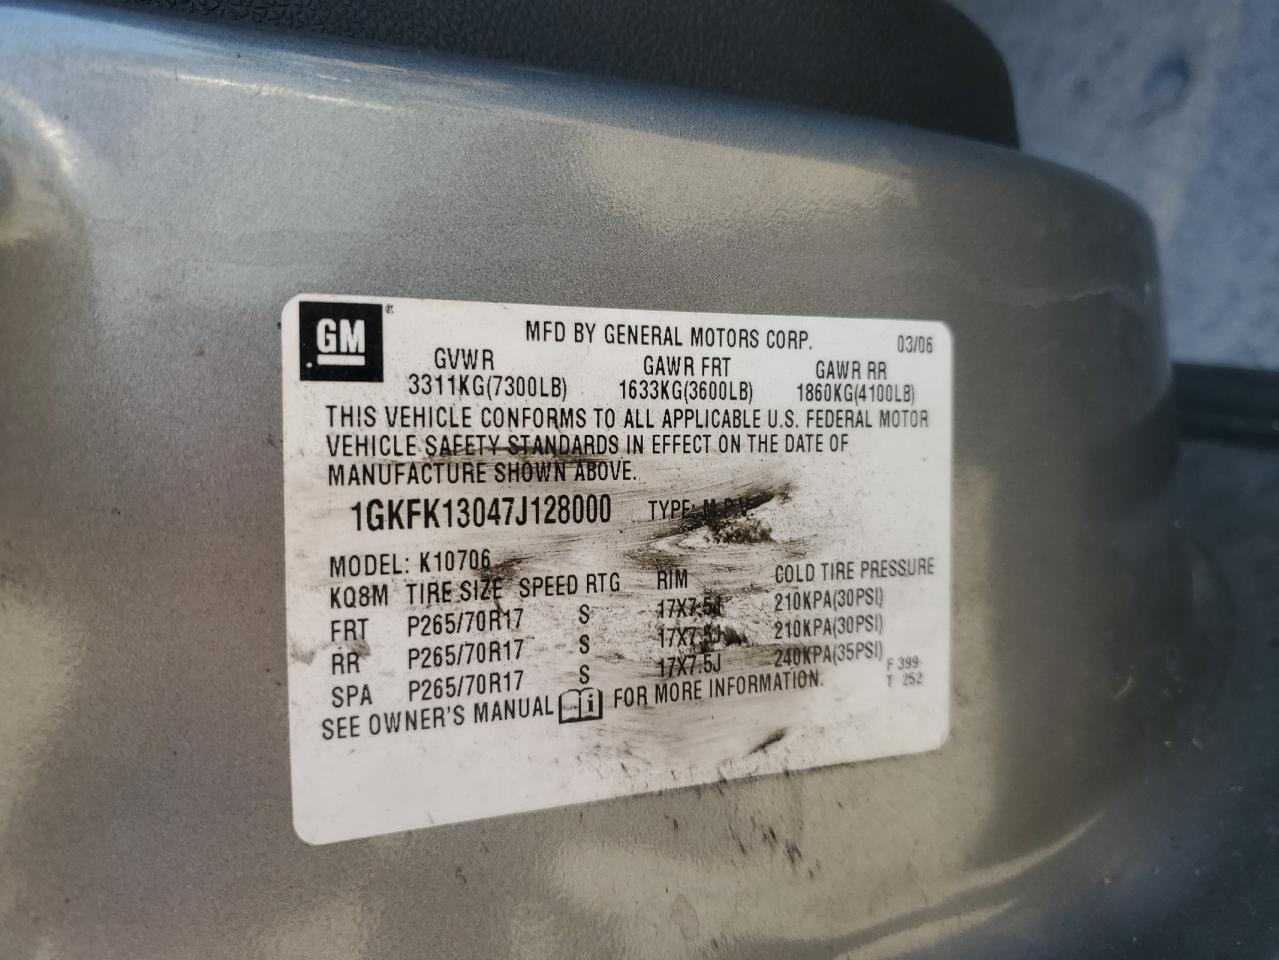 GM ®
MFD BY GENERAL MOTORS CORP. 03/06
GVWR GAWR FRT GAWR RR
3311KG(7300LB) 1633KG(3600LB) 1860KG(4100LB)
THIS VEHICLE CONFORMS TO ALL APPLICABLE U.S. FEDERAL MOTOR
VEHICLE SAFETY STANDARDS IN EFFECT ON THE DATE OF
MANUFACTURE SHOWN ABOVE.
1GKFK13047J128000 TYPE: M.P.V.
MODEL: K10706
KQ8M TIRE SIZE SPEED RTG RIM COLD TIRE PRESSURE
FRT P265/70R17 S 17X7.5J 210KPA(30PSI)
RR P265/70R17 S 17X7.5J 210KPA(30PSI)
SPA P265/70R17 S 17X7.5J 240KPA(35PSI)
SEE OWNER'S MANUAL i FOR MORE INFORMATION.
F 399
T 252